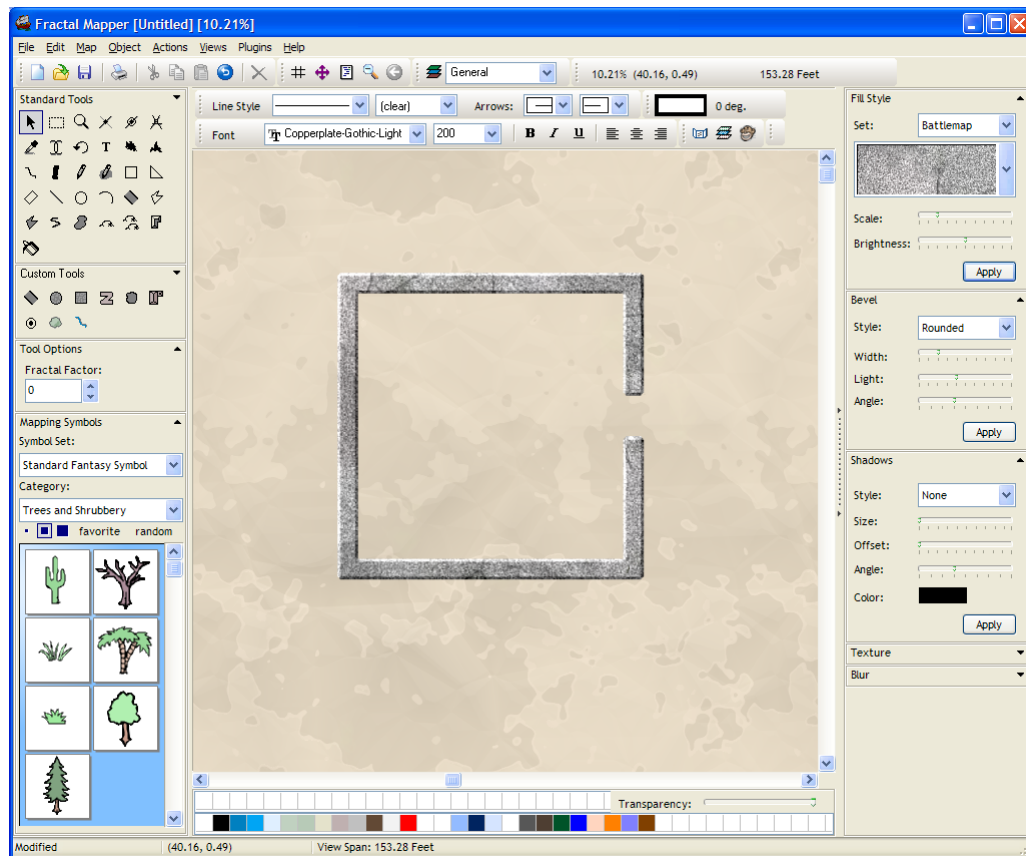 Fractal Mapper [Untitled] [10.21%]
File Edit Map Object Actions Views Plugins Help
General 10.21% (40.16, 0.49) 153.28 Feet
Standard Tools
Line Style (clear) Arrows: 0 deg.
Font Copperplate-Gothic-Light 200 B I U
Custom Tools
Tool Options
Fractal Factor:
0
Mapping Symbols
Symbol Set:
Standard Fantasy Symbol
Category:
Trees and Shrubbery
favorite random
Fill Style
Set: Battlemap
Scale:
Brightness:
Apply
Bevel
Style: Rounded
Width:
Light:
Angle:
Apply
Shadows
Style: None
Size:
Offset:
Angle:
Color:
Apply
Texture
Blur
Transparency:
Modified (40.16, 0.49) View Span: 153.28 Feet